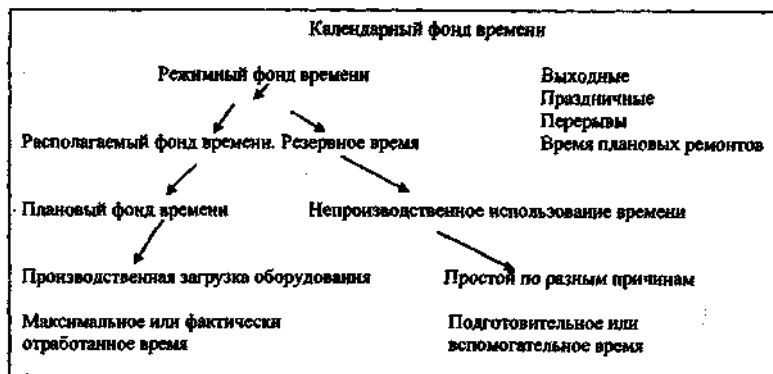 Календарный фонд времени
Режимный фонд времени
Выходные
Праздничные
Перерывы
Располагаемый фонд времени. Резервное время
Время плановых ремонтов
Плановый фонд времени
Непроизводственное использование времени
Производственная загрузка оборудования
Простой по разным причинам
Максимальное или фактически
отработанное время
Подготовительное или
вспомогательное время